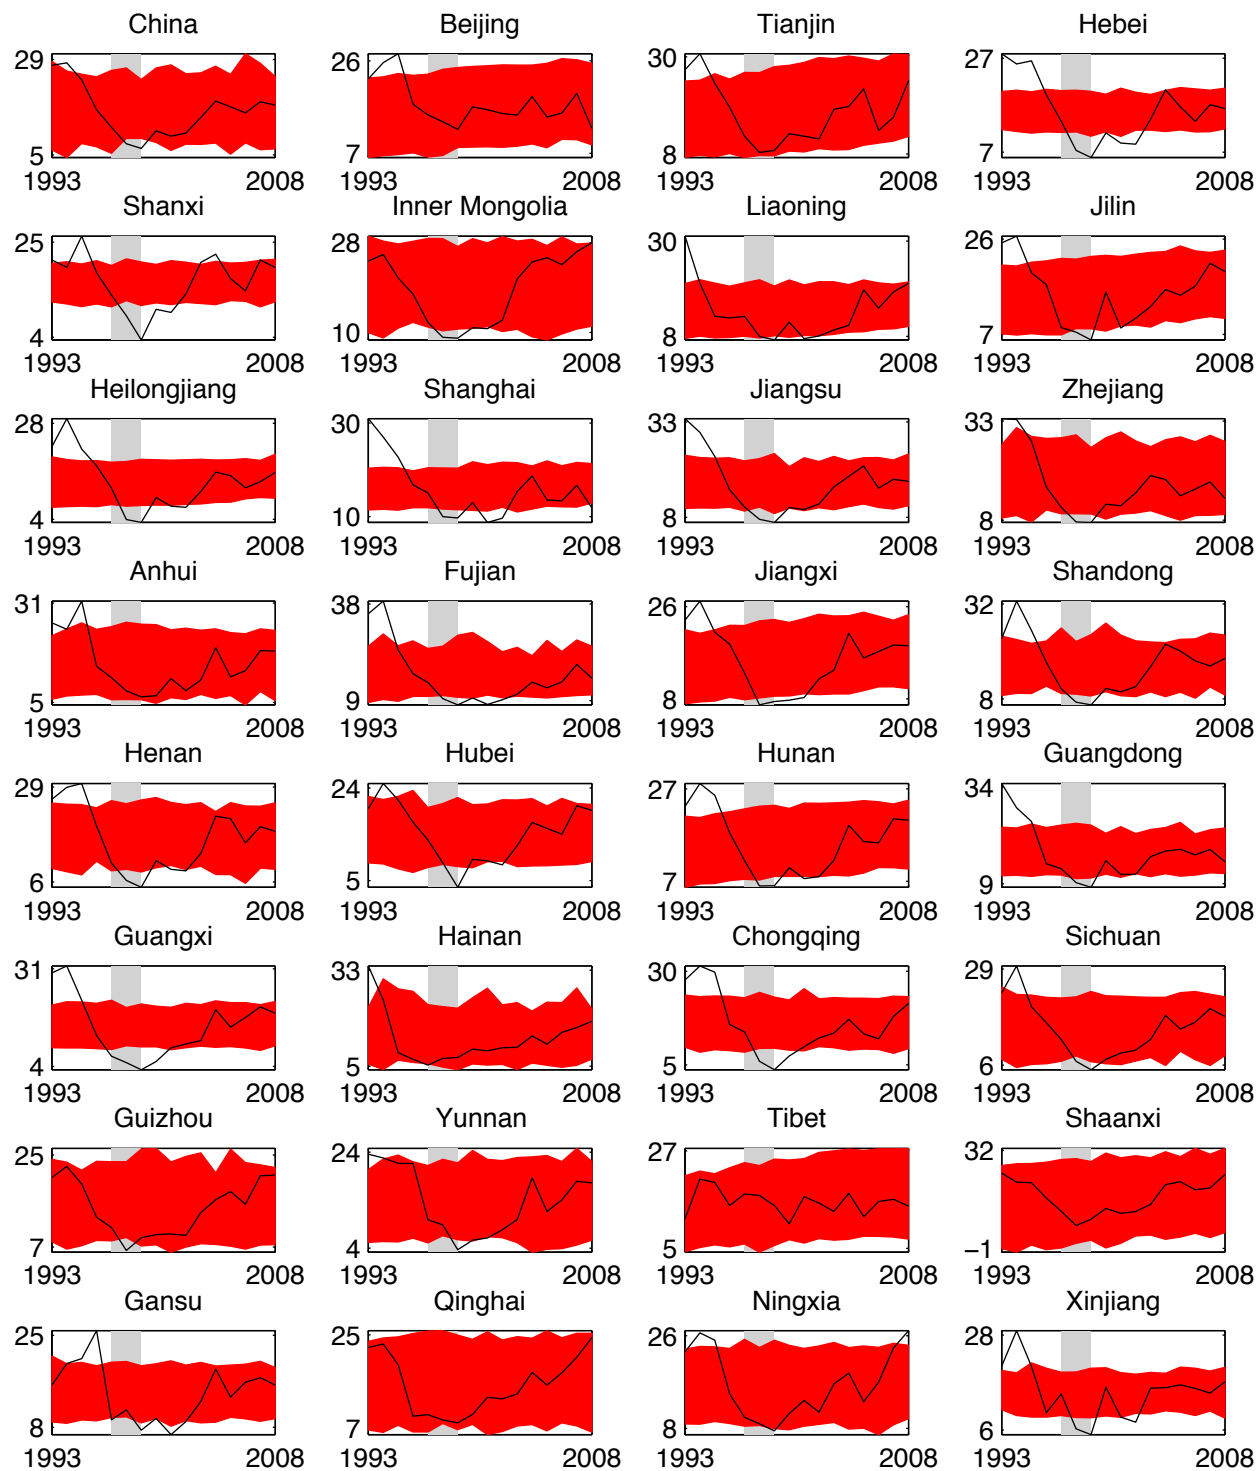 China Beijing Tianjin Hebei
29 26 30 27
5 7 8 7
1993 2008 1993 2008 1993 2008 1993 2008
Shanxi Inner Mongolia Liaoning Jilin
25 28 30 26
4 10 8 7
1993 2008 1993 2008 1993 2008 1993 2008
Heilongjiang Shanghai Jiangsu Zhejiang
28 30 33 33
4 10 8 8
1993 2008 1993 2008 1993 2008 1993 2008
Anhui Fujian Jiangxi Shandong
31 38 26 32
5 9 8 8
1993 2008 1993 2008 1993 2008 1993 2008
Henan Hubei Hunan Guangdong
29 24 27 34
6 5 7 9
1993 2008 1993 2008 1993 2008 1993 2008
Guangxi Hainan Chongqing Sichuan
31 33 30 29
4 5 5 6
1993 2008 1993 2008 1993 2008 1993 2008
Guizhou Yunnan Tibet Shaanxi
25 24 27 32
7 4 5 −1
1993 2008 1993 2008 1993 2008 1993 2008
Gansu Qinghai Ningxia Xinjiang
25 25 26 28
8 7 8 6
1993 2008 1993 2008 1993 2008 1993 2008